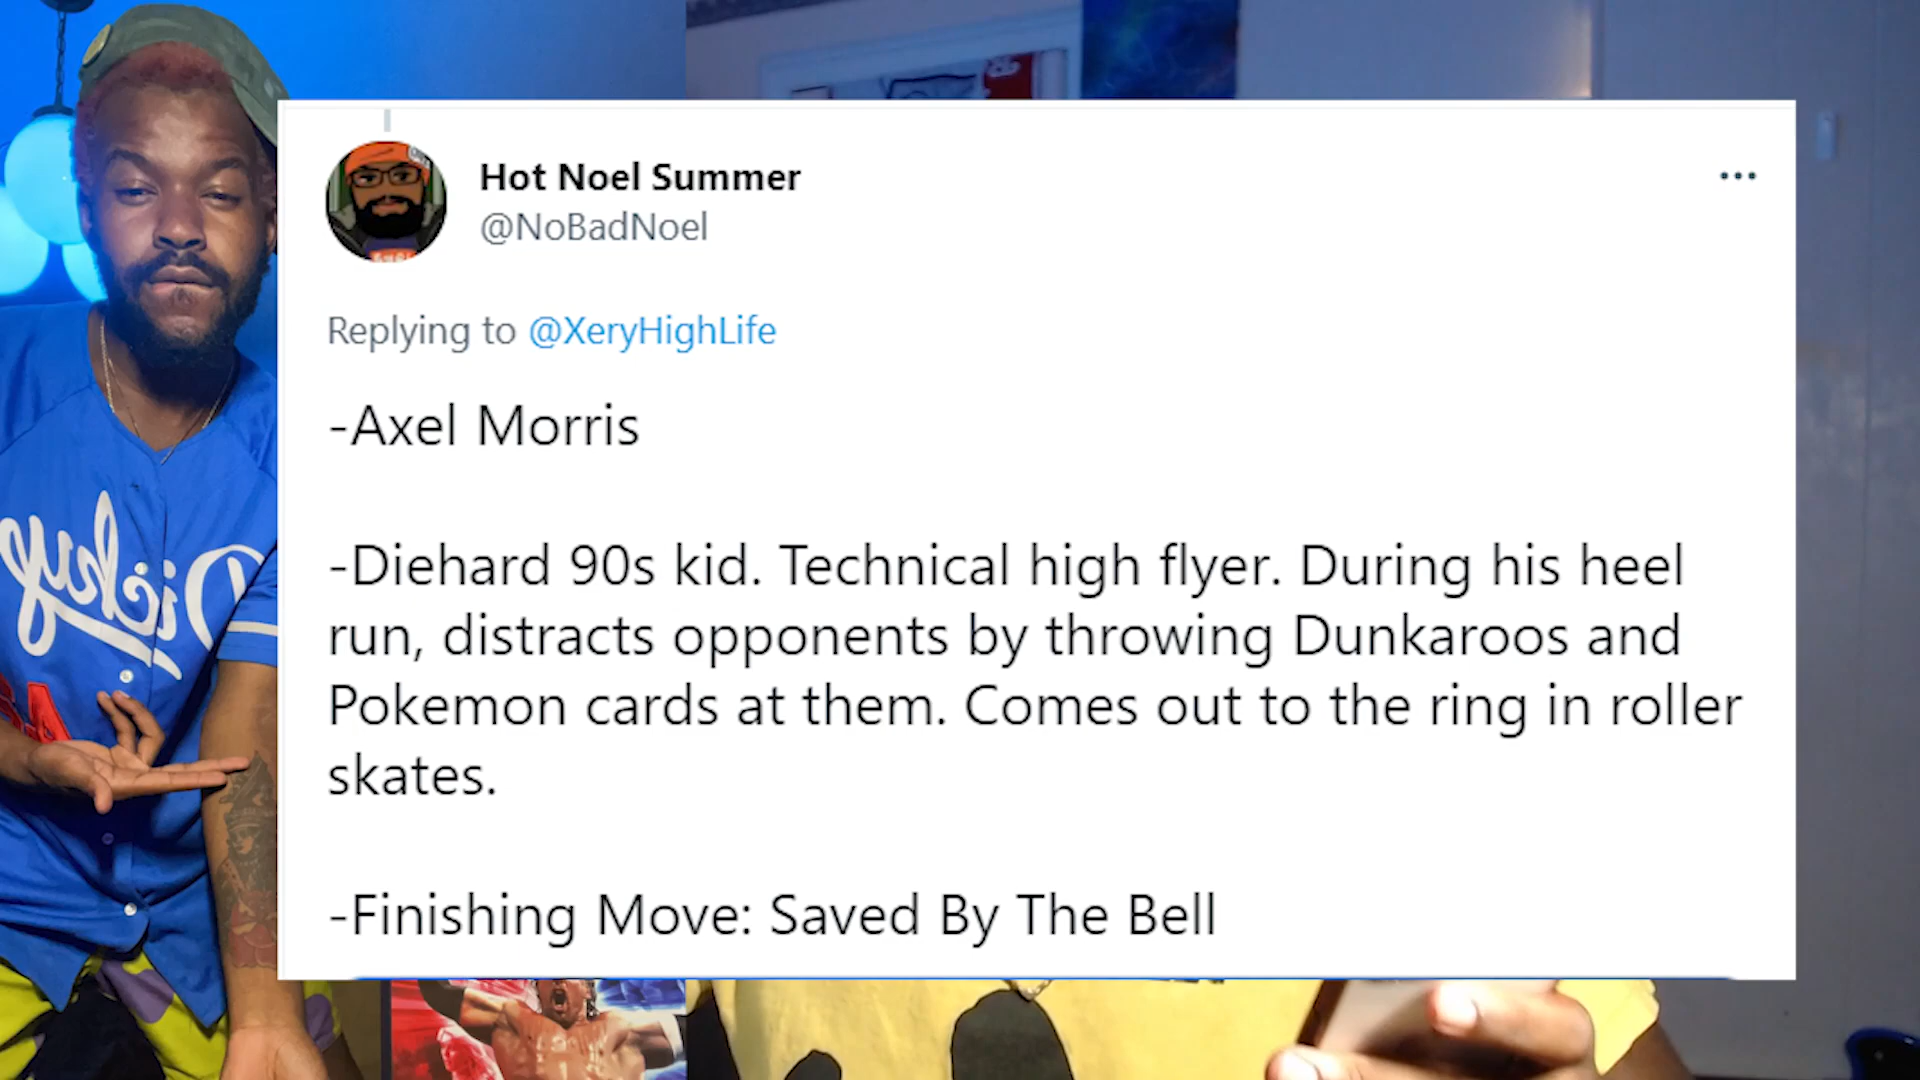 Hot Noel Summer
@NoBadNoel
Replying to @XeryHighLife
-Axel Morris
-Diehard 90s kid. Technical high flyer. During his heel
run, distracts opponents by throwing Dunkaroos and
Pokemon cards at them. Comes out to the ring in roller
skates.
-Finishing Move: Saved By The Bell